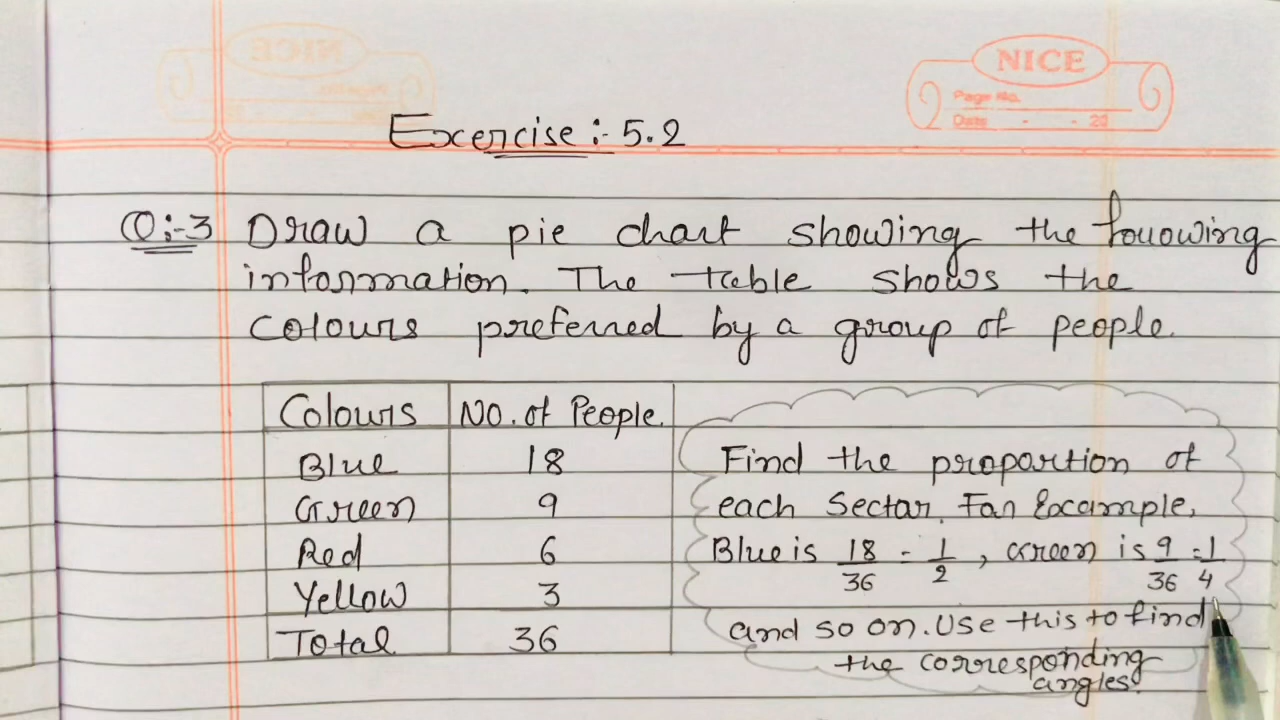 NICE
Page No.
Date - - 20
Exercise :- 5.2
Q:-3 Draw a pie chart showing the following
information. The table shows the
colours preferred by a group of people.
Colours No. of People.
Blue 18
Green 9
Red 6
Yellow 3
Total 36
Find the proportion of
each Sector. For Example,
Blue is 18/36 = 1/2, Green is 9/36 = 1/4
and so on. Use this to find
the corresponding
angles.